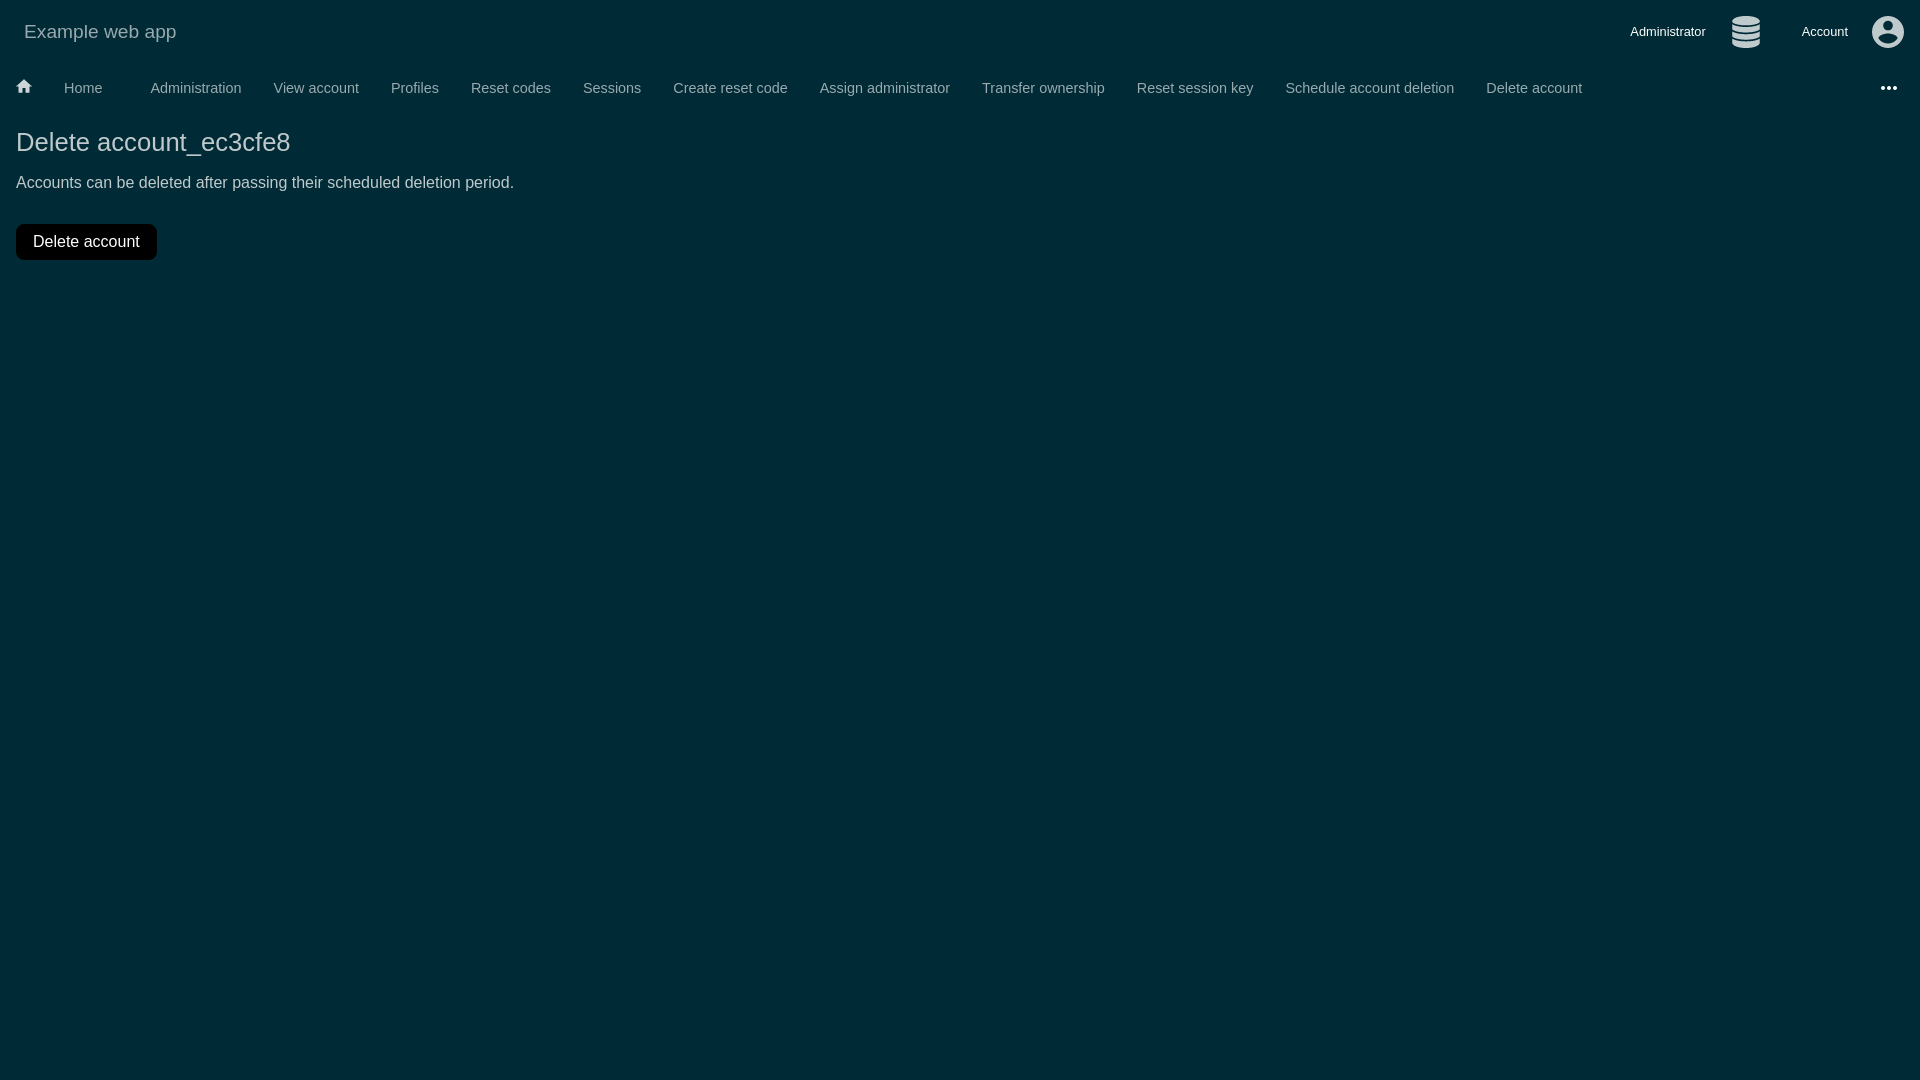 Example web app
Administrator
Account
Home
Administration
View account
Profiles
Reset codes
Sessions
Create reset code
Assign administrator
Transfer ownership
Reset session key
Schedule account deletion
Delete account
Delete account_ec3cfe8
Accounts can be deleted after passing their scheduled deletion period.
Delete account